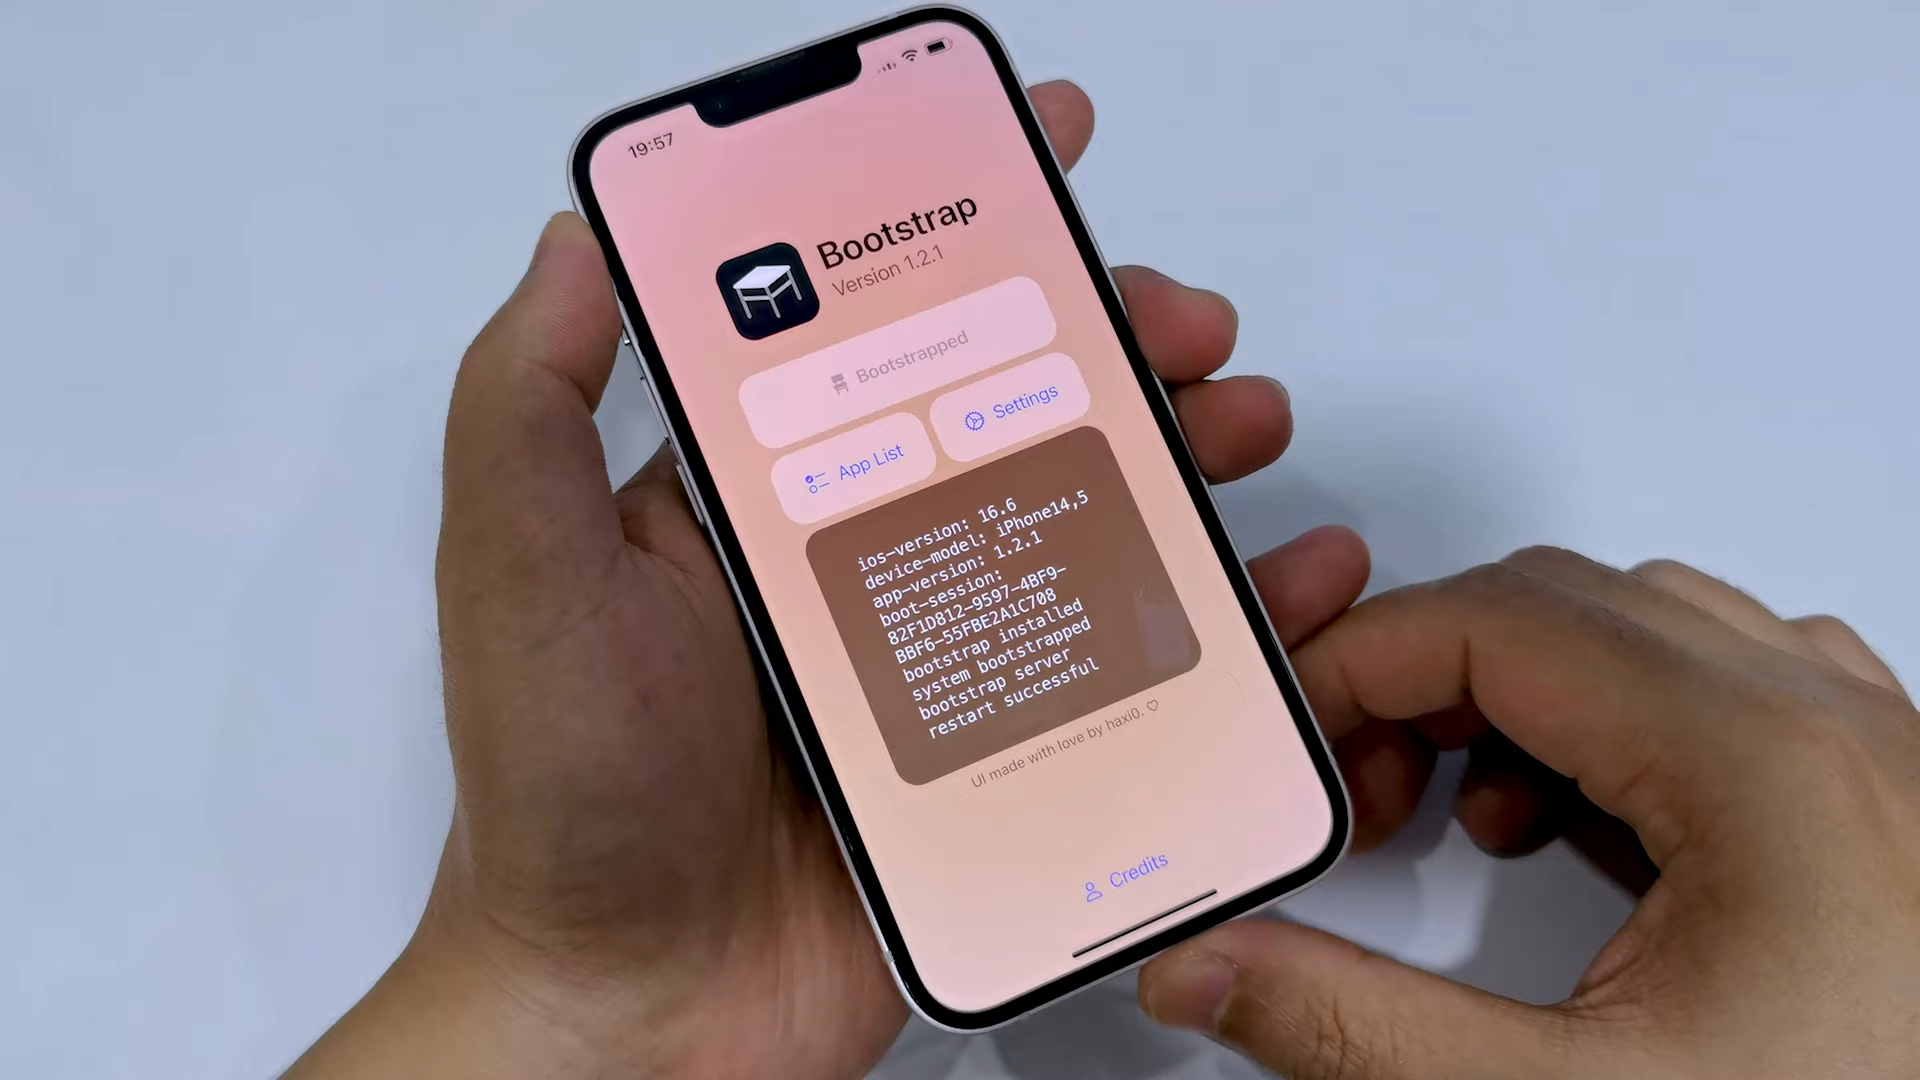 19:57
Bootstrap
Version 1.2.1
Bootstrapped
App List
Settings
ios-version: 16.6
device-model: iPhone14,5
app-version: 1.2.1
boot-session:
82F1D812-9597-4BF9-
BBF6-55FBE2A1C708
bootstrap installed
system bootstrapped
bootstrap server
restart successful
UI made with love by haxi0. ♡
Credits